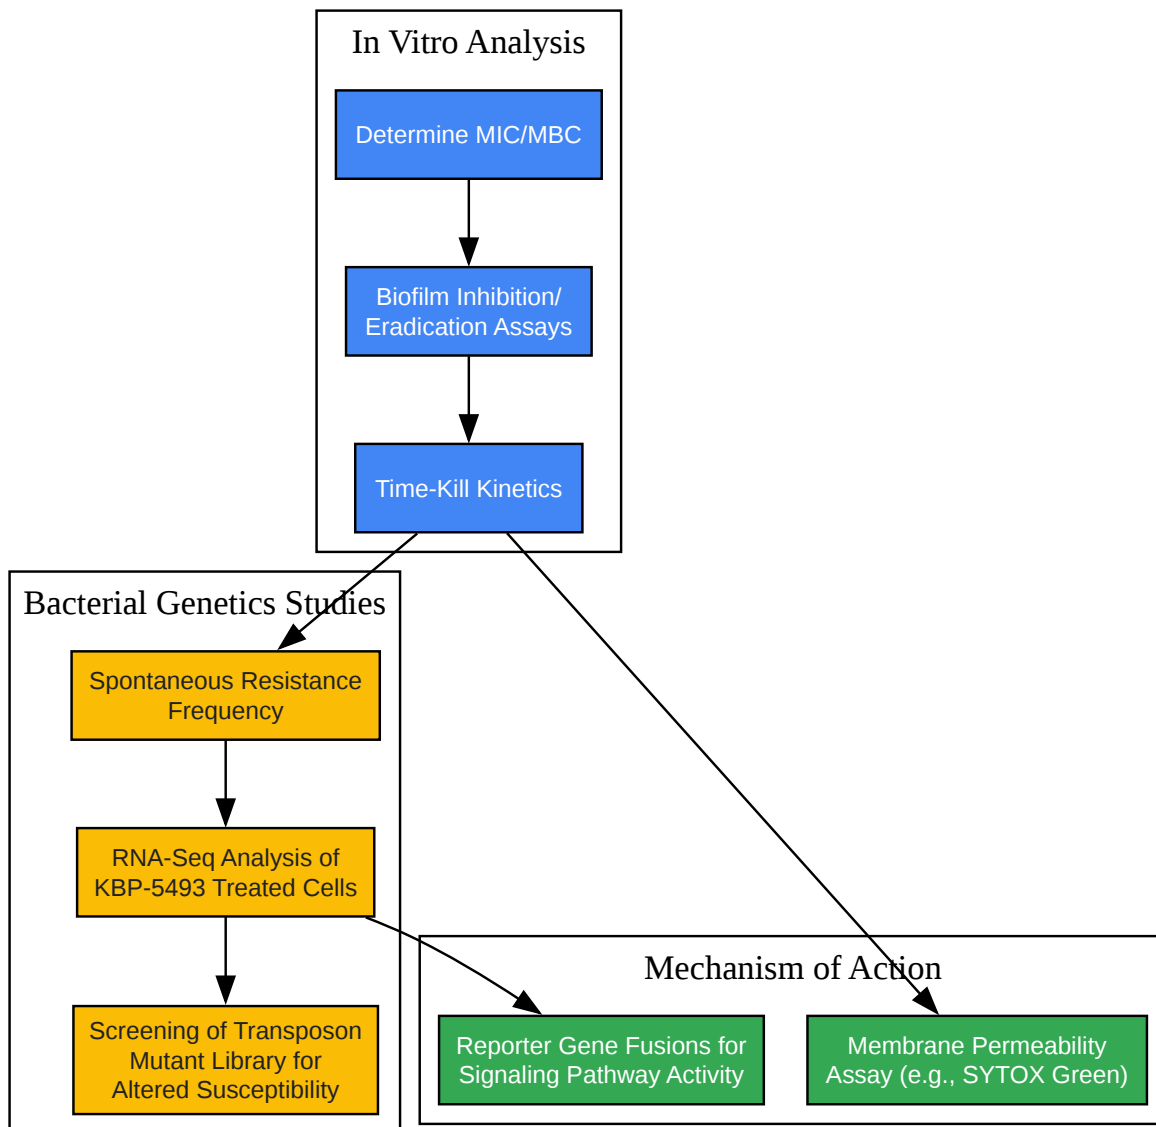 In Vitro Analysis
Determine MIC/MBC
Biofilm Inhibition/
Eradication Assays
Time-Kill Kinetics
Bacterial Genetics Studies
Spontaneous Resistance
Frequency
RNA-Seq Analysis of
KBP-5493 Treated Cells
Screening of Transposon
Mutant Library for
Altered Susceptibility
Mechanism of Action
Reporter Gene Fusions for
Signaling Pathway Activity
Membrane Permeability
Assay (e.g., SYTOX Green)